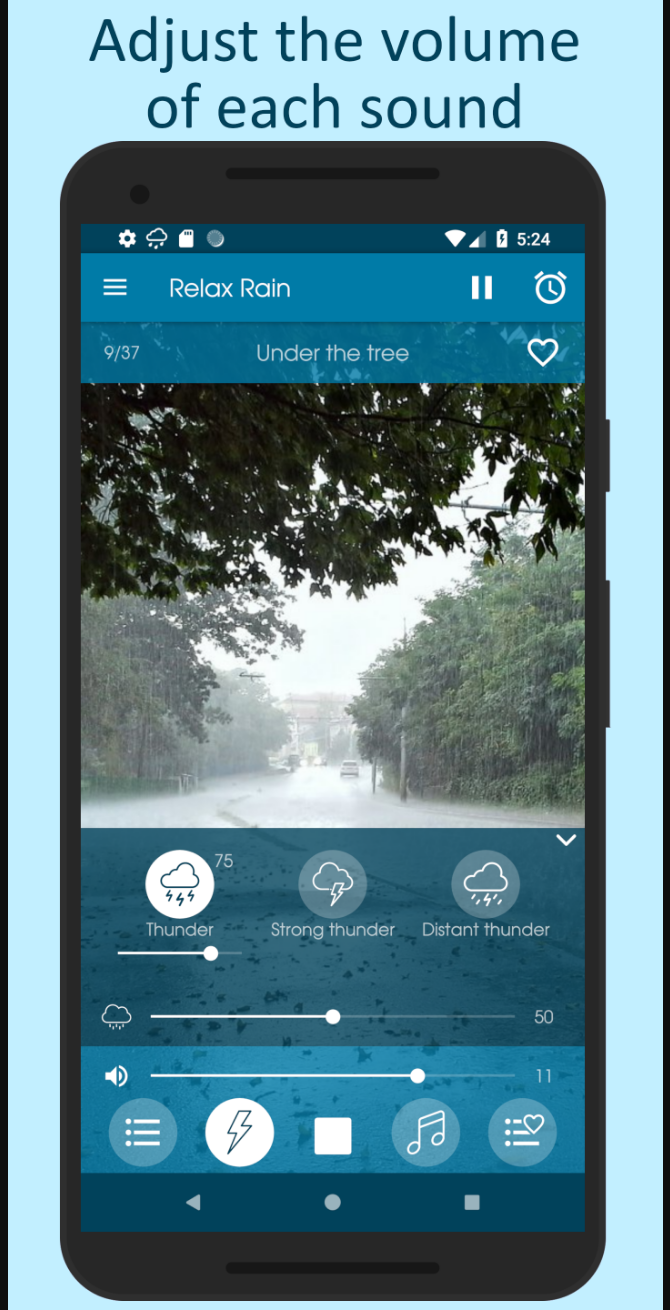 Adjust the volume
of each sound
5:24
Relax Rain
9/37 Under the tree
75
Thunder Strong thunder Distant thunder
50
11